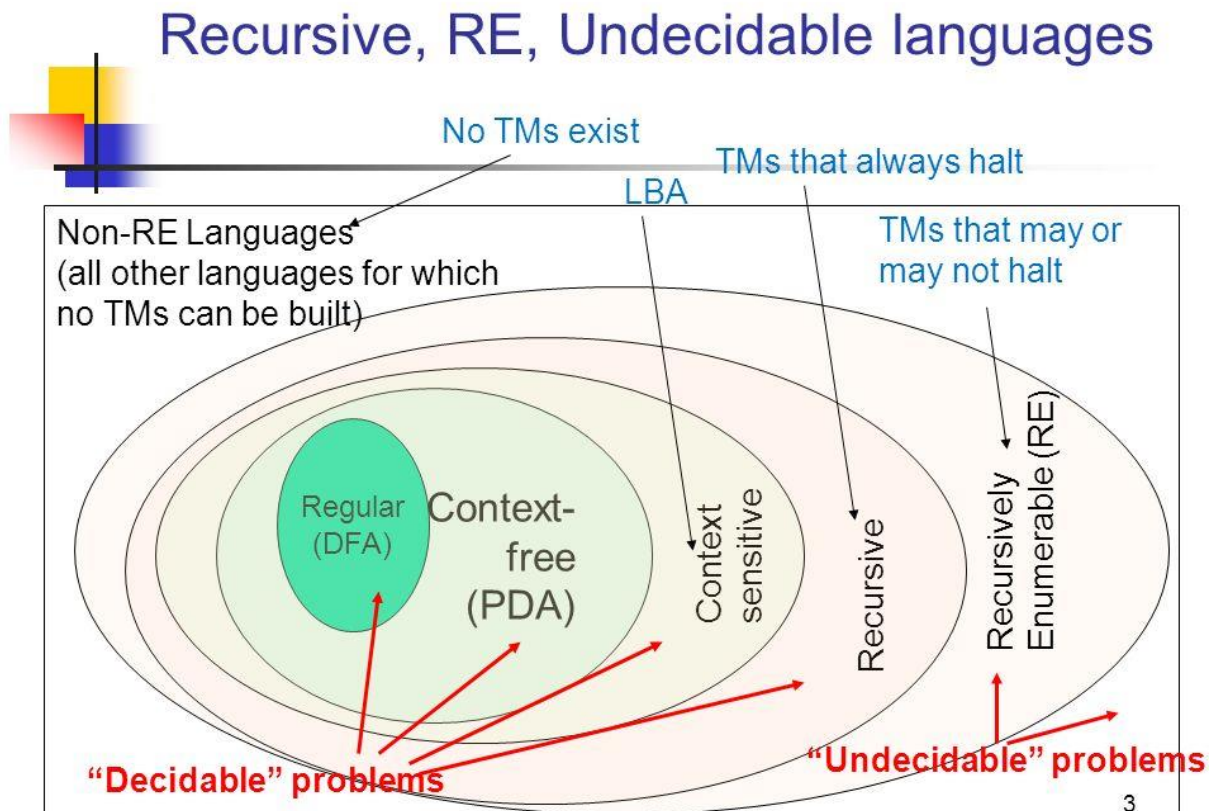 Recursive, RE, Undecidable languages
No TMs exist
TMs that always halt
LBA
Non-RE Languages
(all other languages for which
no TMs can be built)
TMs that may or
may not halt
Regular
(DFA)
Context-
free
(PDA)
Context
sensitive
Recursive
Recursively
Enumerable (RE)
“Decidable” problems
“Undecidable” problems
3